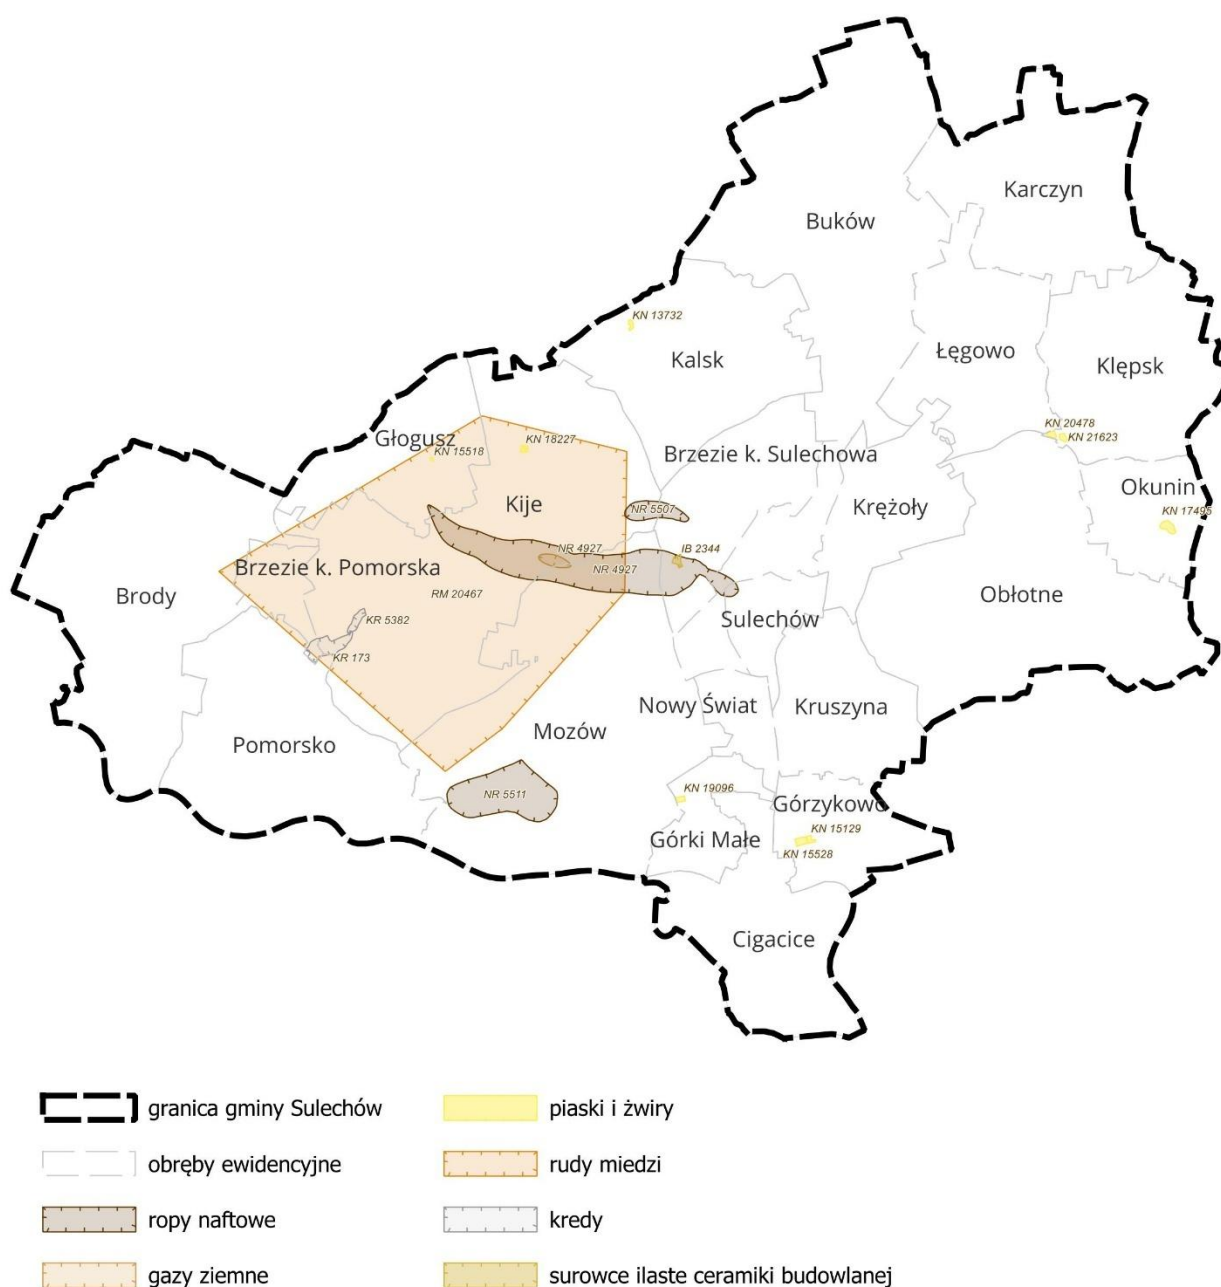 Karczyn
Buków
KN 13732
Kalsk
Łęgowo
Klępsk
KN 20478
KN 21623
Głogusz
KN 18227
KN 15518
Brzezie k. Sulechowa
Okunin
KN 17495
Kije
NR 5507
Krężoły
NR 4927
IB 2344
NR 4927
Brzezie k. Pomorska
Brody
RM 20467
Obłotne
KR 5382
Sulechów
KR 173
Nowy Świat
Kruszyna
Mozów
Pomorsko
NR 5511
KN 19096
Górzykowo
KN 15129
Górki Małe
KN 15528
Cigacice
granica gminy Sulechów
obręby ewidencyjne
ropy naftowe
gazy ziemne
piaski i żwiry
rudy miedzi
kredy
surowce ilaste ceramiki budowlanej